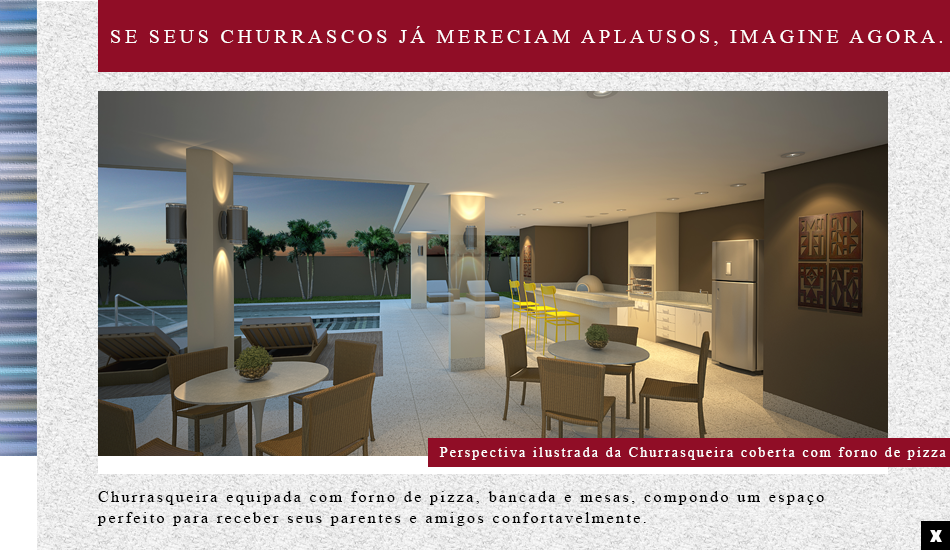 SE SEUS CHURRASCOS JÁ MERECIAM APLAUSOS, IMAGINE AGORA.
Perspectiva ilustrada da Churrasqueira coberta com forno de pizza
Churrasqueira equipada com forno de pizza, bancada e mesas, compondo um espaço
perfeito para receber seus parentes e amigos confortavelmente.
X